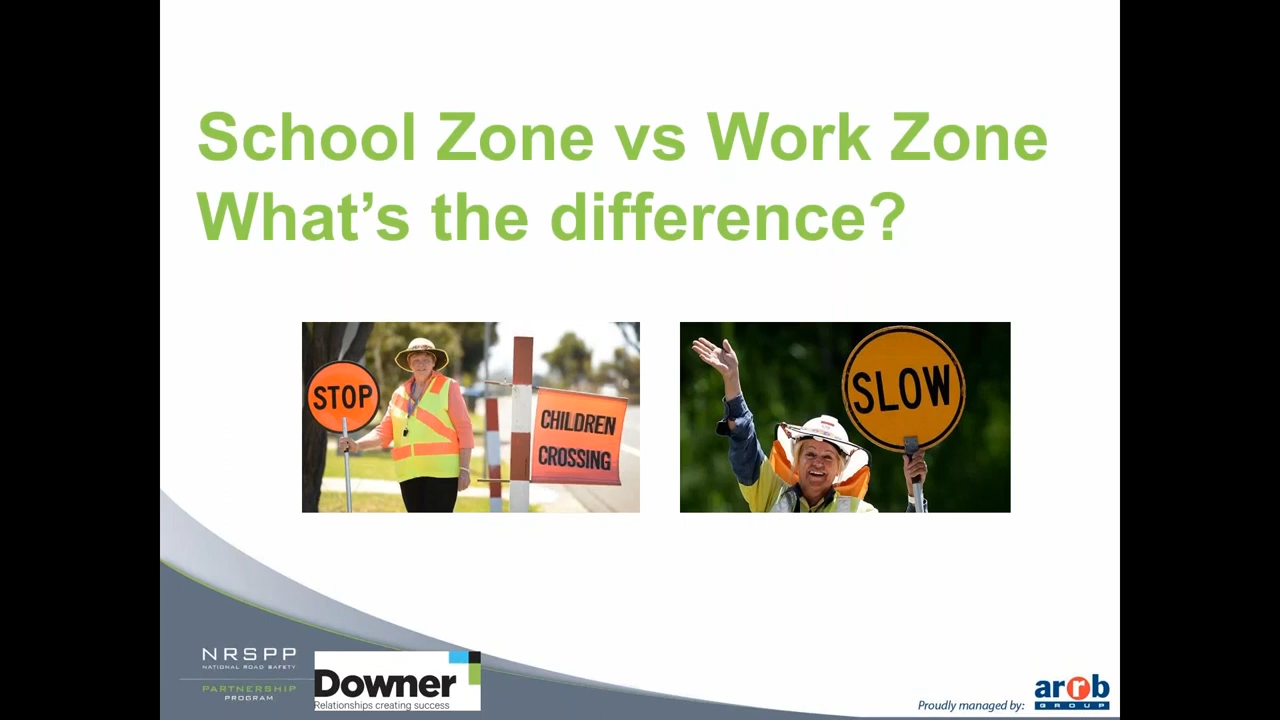 School Zone vs Work Zone
What's the difference?
STOP
CHILDREN
CROSSING
SLOW
NRSPP
NATIONAL ROAD SAFETY
PARTNERSHIP
PROGRAM
Downer
Relationships creating success
Proudly managed by:
arrb
GROUP